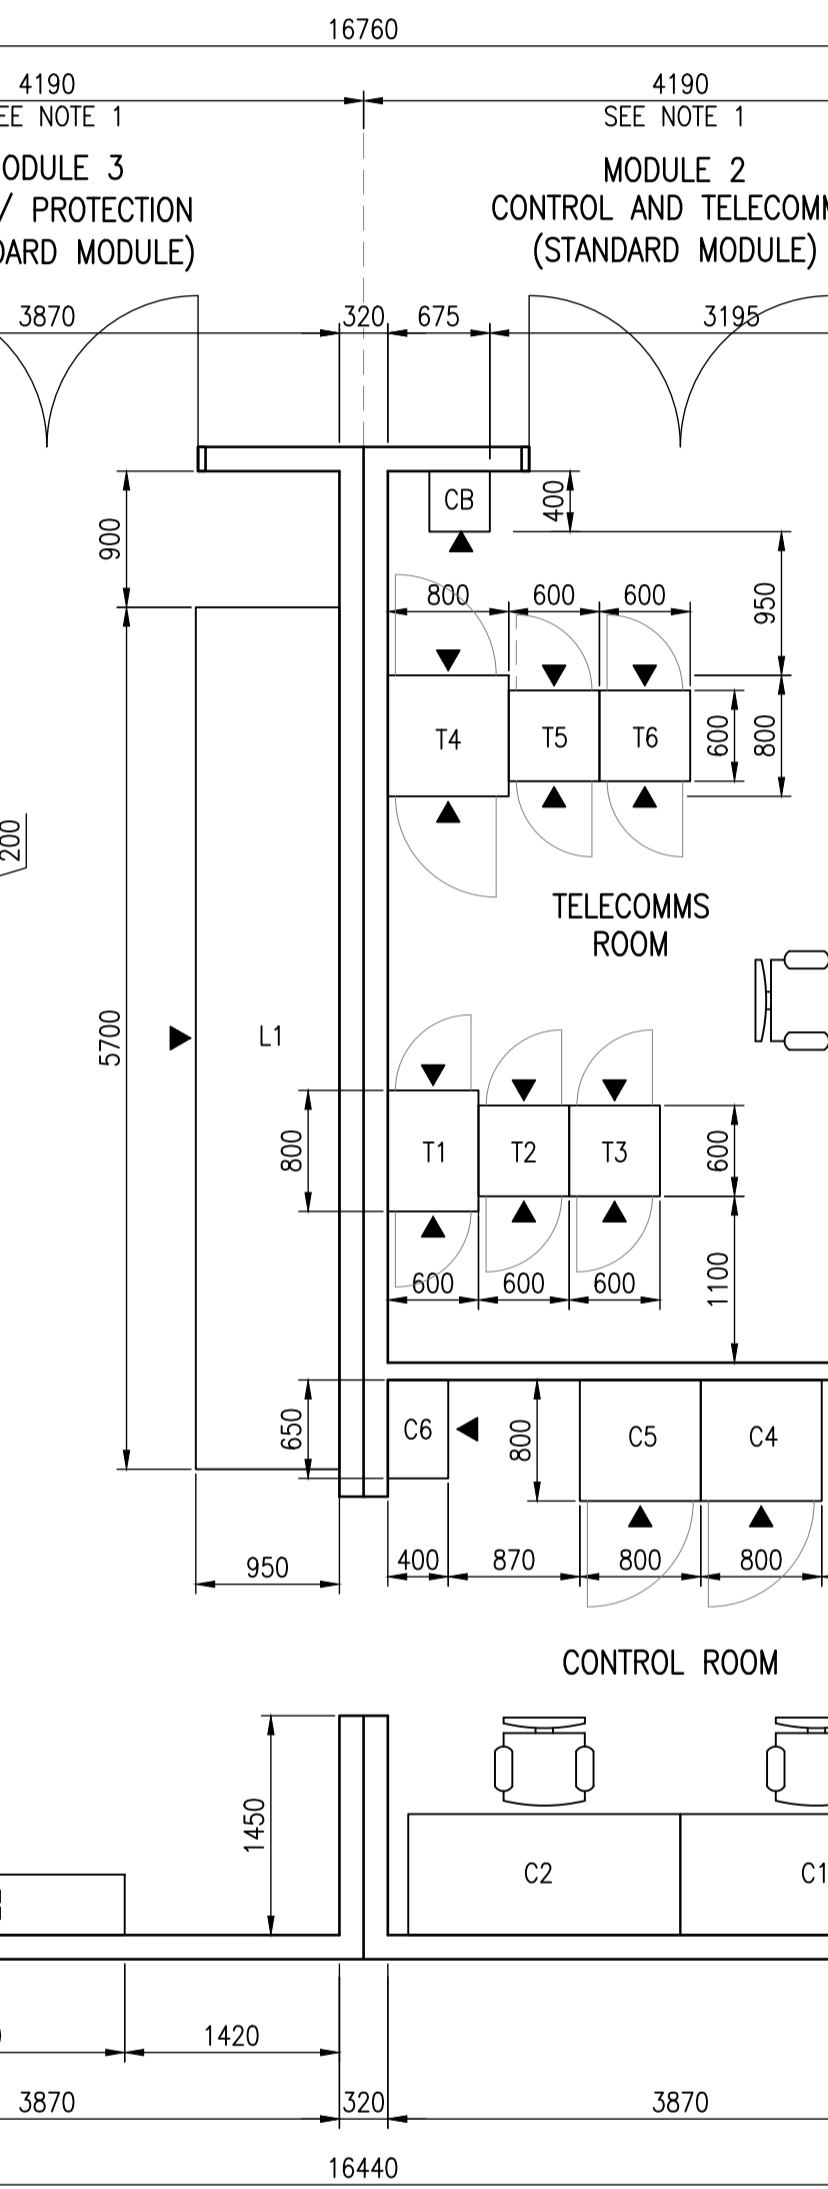 16760
4190
4190
EE NOTE 1
SEE NOTE 1
ODULE 3
/ PROTECTION
DARD MODULE)
MODULE 2
CONTROL AND TELECOMM
(STANDARD MODULE)
3870
320
675
3195
CB
400
900
950
800
600
600
T4
T5
T6
600
800
200
TELECOMMS
ROOM
5700
L1
800
T1
T2
T3
600
600
600
600
1100
650
C6
800
C5
C4
950
400
870
800
800
CONTROL ROOM
1450
C2
C1
1420
3870
320
3870
16440